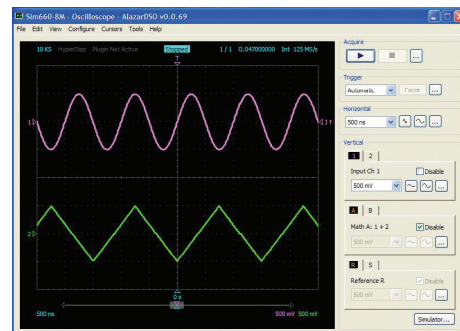 Sim660-8M - Oscilloscope - AlazarDSO v0.0.69
File Edit View Configure Cursors Tools Help
10 KS HyperDisp Plugin Not Active Stopped 1 / 1 0.047000000 Int 125 MS/s
T
1
J
2
0 s
500 ns 500 mV 500 mV
Acquire
...
Trigger
Automatic Force ...
Horizontal
500 ns ...
Vertical
1 2
Input Ch 1 Disable
500 mV ...
A B
Math A: 1 + 2 Disable
500 mV ...
R S
Reference R Disable
500 mV ...
Simulator...